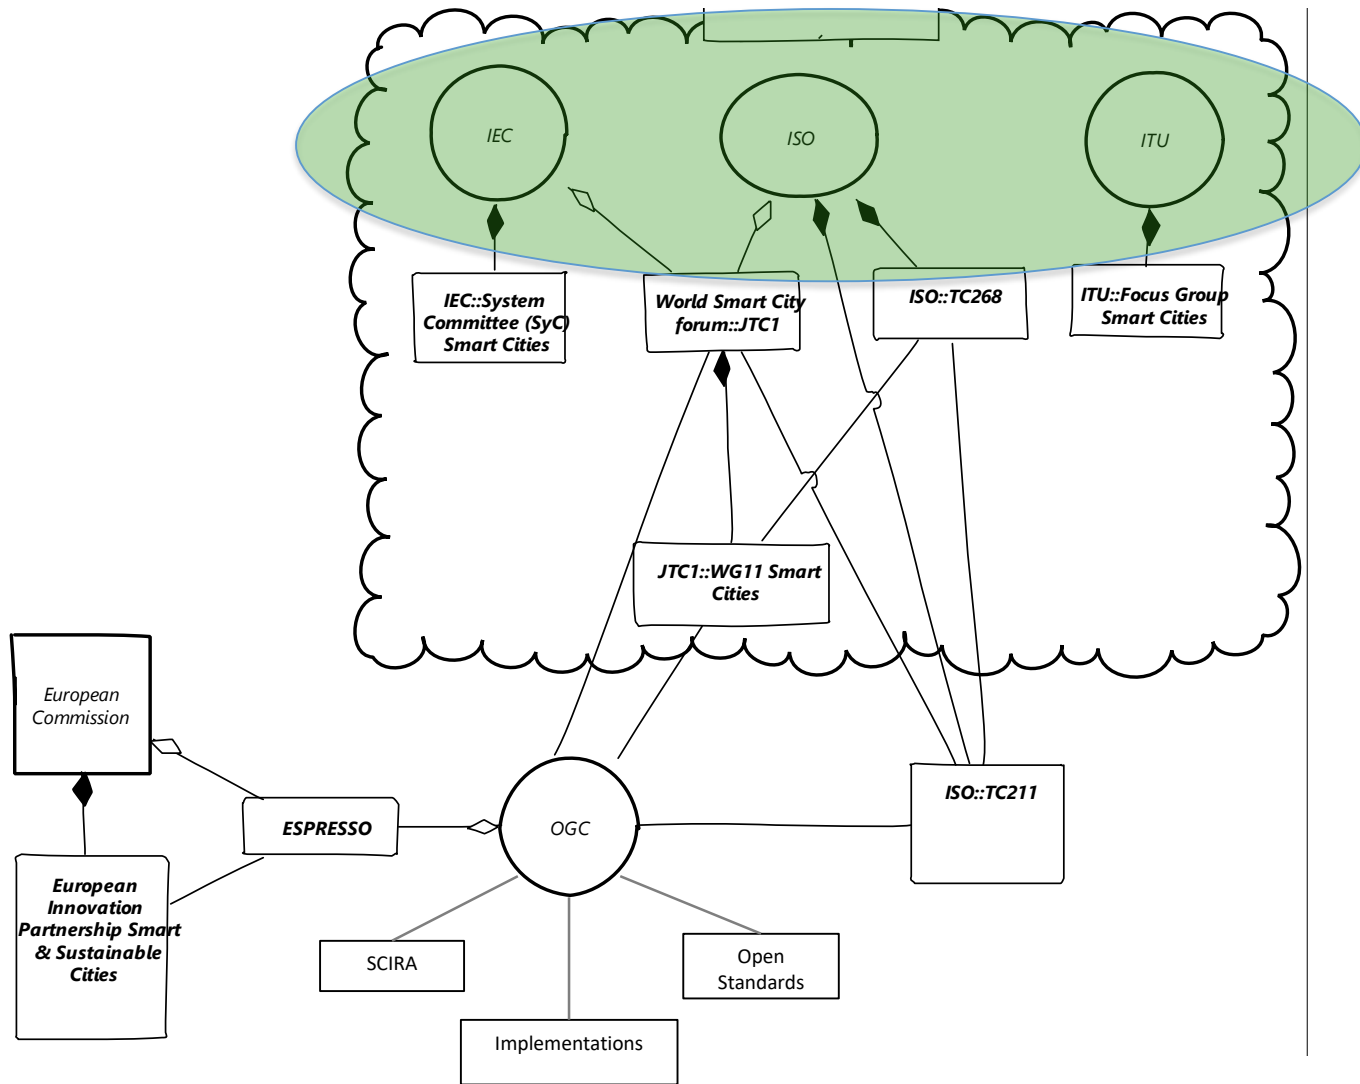 IEC
ISO
ITU
IEC::System
Committee (SyC)
Smart Cities
World Smart City
forum::JTC1
ISO::TC268
ITU::Focus Group
Smart Cities
JTC1::WG11 Smart
Cities
European
Commission
ESPRESSO
OGC
ISO::TC211
European
Innovation
Partnership Smart
& Sustainable
Cities
SCIRA
Open
Standards
Implementations